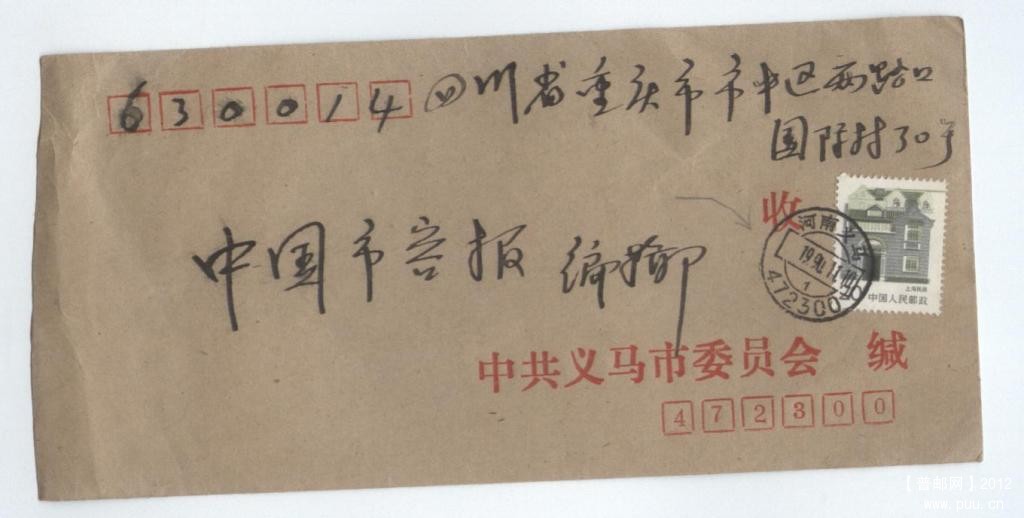 630014 四川省重庆市市中区两路口
国际村30号
收
河南义马
1990.11.10
1
472300
上海民居
中国人民邮政
中国市容报 编辑部
中共义马市委员会 缄
472300
【普邮网】2012
www.puu.cn